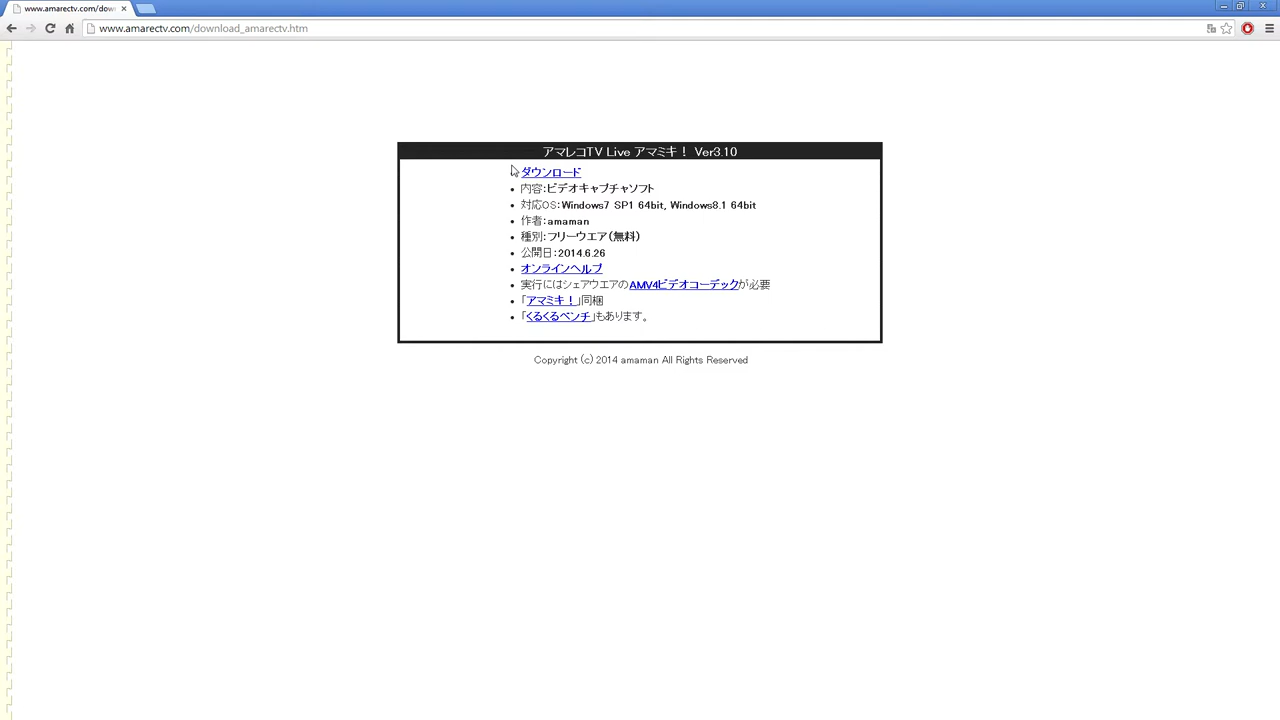 www.amarectv.com/dow
www.amarectv.com/download_amarectv.htm
アマレコTV Live アマミキ！ Ver3.10
ダウンロード
内容：ビデオキャプチャソフト
対応OS：Windows7 SP1 64bit, Windows8.1 64bit
作者：amaman
種別：フリーウエア（無料）
公開日：2014.6.26
オンラインヘルプ
実行にはシェアウエアのAMV4ビデオコーデックが必要
「アマミキ！」同梱
「くるくるベンチ」もあります。
Copyright (c) 2014 amaman All Rights Reserved